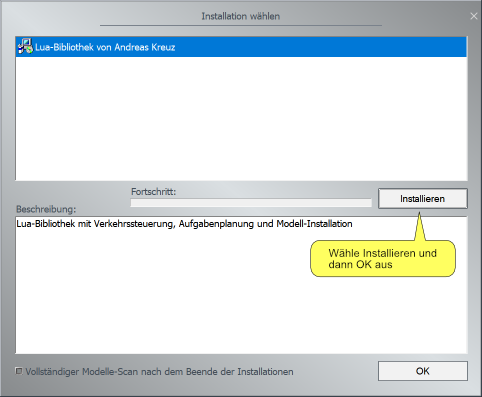 Installation wählen
Lua-Bibliothek von Andreas Kreuz
Fortschritt:
Installieren
Beschreibung:
Lua-Bibliothek mit Verkehrssteuerung, Aufgabenplanung und Modell-Installation
Wähle Installieren und
dann OK aus
Vollständiger Modelle-Scan nach dem Beende der Installationen
OK